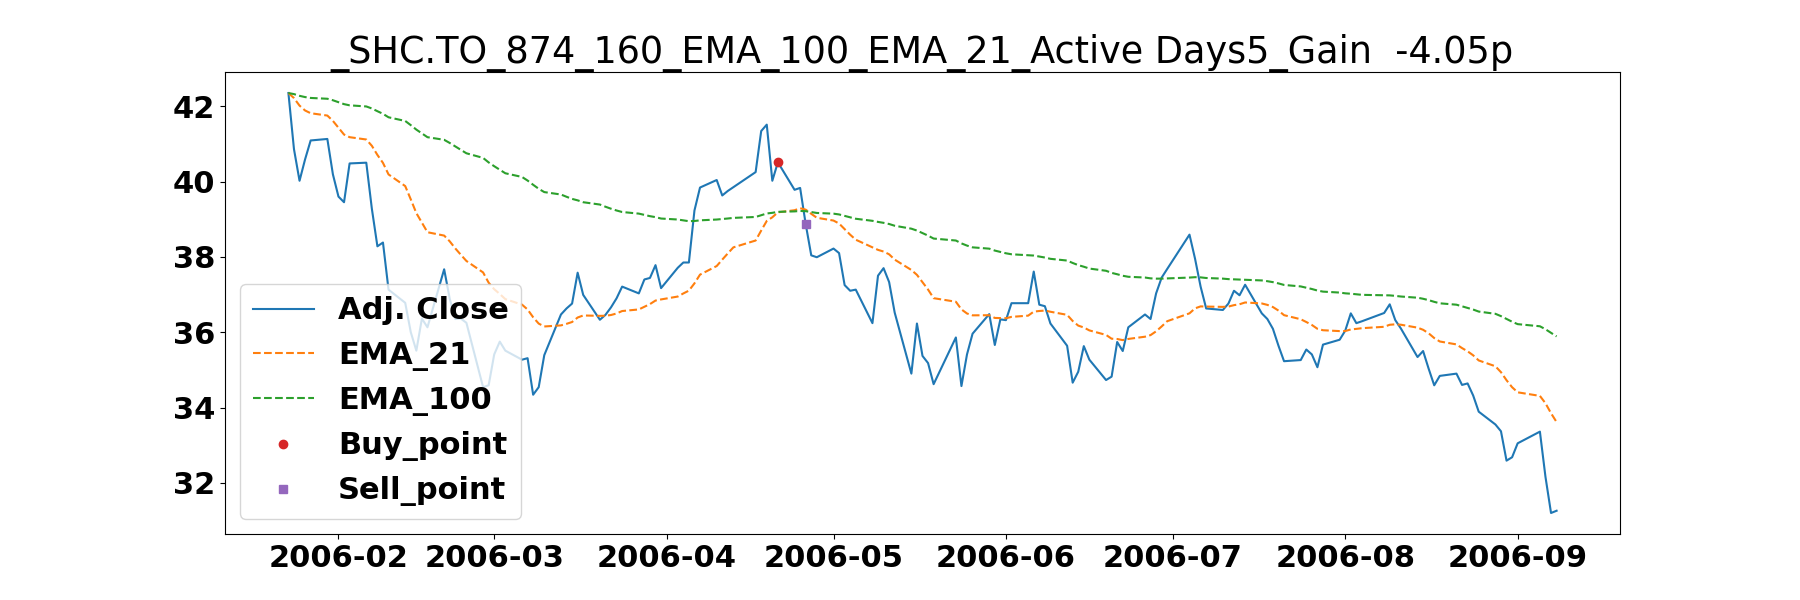 _SHC.TO_874_160_EMA_100_EMA_21_Active Days5_Gain  -4.05p
42
40
38
36
34
32
Adj. Close
EMA_21
EMA_100
Buy_point
Sell_point
2006-02 2006-03 2006-04 2006-05 2006-06 2006-07 2006-08 2006-09